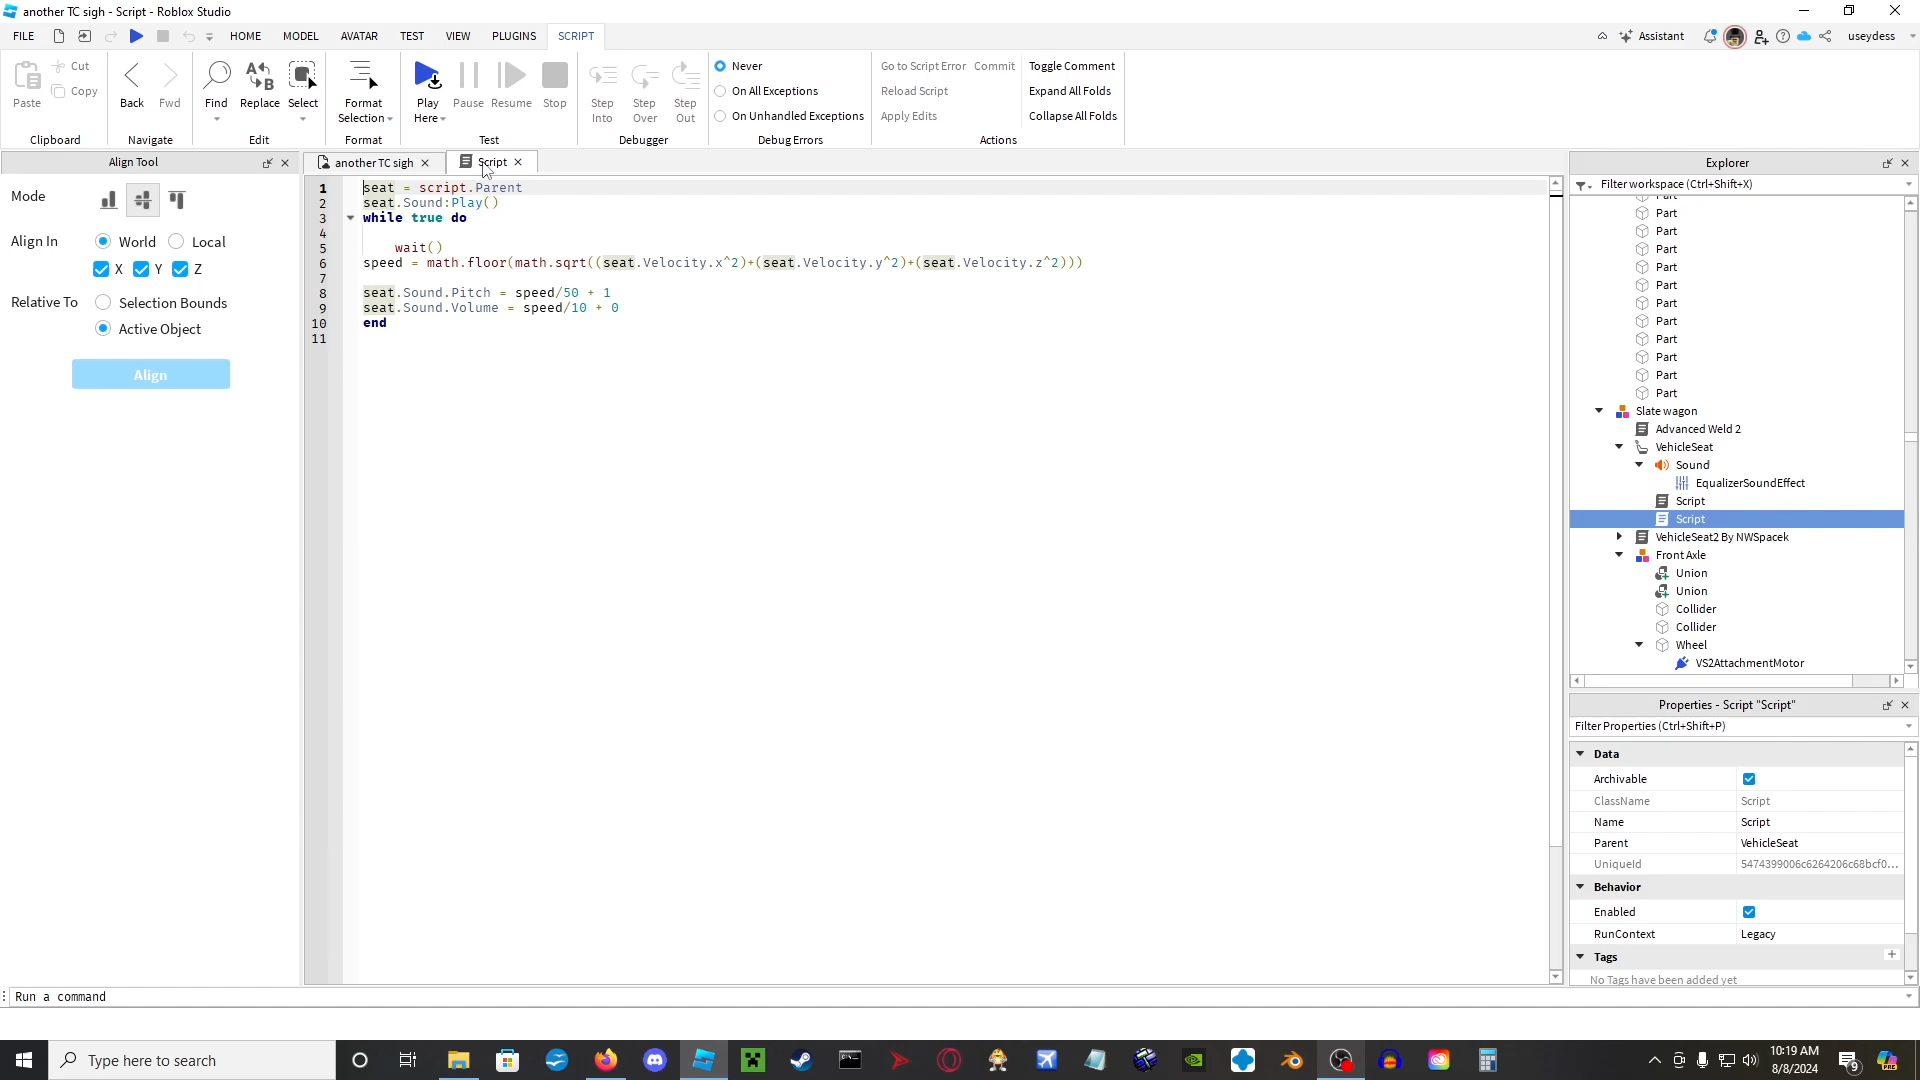 another TC sigh - Script - Roblox Studio
FILE HOME MODEL AVATAR TEST VIEW PLUGINS SCRIPT Assistant useydess
Paste Cut Copy Back Fwd Find Replace Select Format Selection Play Here Pause Resume Stop Step Into Step Over Step Out
Never
On All Exceptions
On Unhandled Exceptions
Go to Script Error Commit
Reload Script
Apply Edits
Toggle Comment
Expand All Folds
Collapse All Folds
Clipboard Navigate Edit Format Test Debugger Debug Errors Actions
Align Tool
Mode
Align In World Local
X Y Z
Relative To Selection Bounds
Active Object
Align
another TC sigh Script
1 seat = script.Parent
2 seat.Sound:Play()
3 while true do
4
5 wait()
6 speed = math.floor(math.sqrt((seat.Velocity.x^2)+(seat.Velocity.y^2)+(seat.Velocity.z^2)))
7
8 seat.Sound.Pitch = speed/50 + 1
9 seat.Sound.Volume = speed/10 + 0
10 end
11
Explorer
Filter workspace (Ctrl+Shift+X)
Part
Part
Part
Part
Part
Part
Part
Part
Part
Part
Part
Part
Slate wagon
Advanced Weld 2
VehicleSeat
Sound
EqualizerSoundEffect
Script
Script
VehicleSeat2 By NWSpacek
Front Axle
Union
Union
Collider
Collider
Wheel
VS2AttachmentMotor
Properties - Script "Script"
Filter Properties (Ctrl+Shift+P)
Data
Archivable
ClassName Script
Name Script
Parent VehicleSeat
UniqueId 5474399006c6264206c68bcf0...
Behavior
Enabled
RunContext Legacy
Tags
No Tags have been added yet
Run a command
Type here to search
10:19 AM
8/8/2024
9